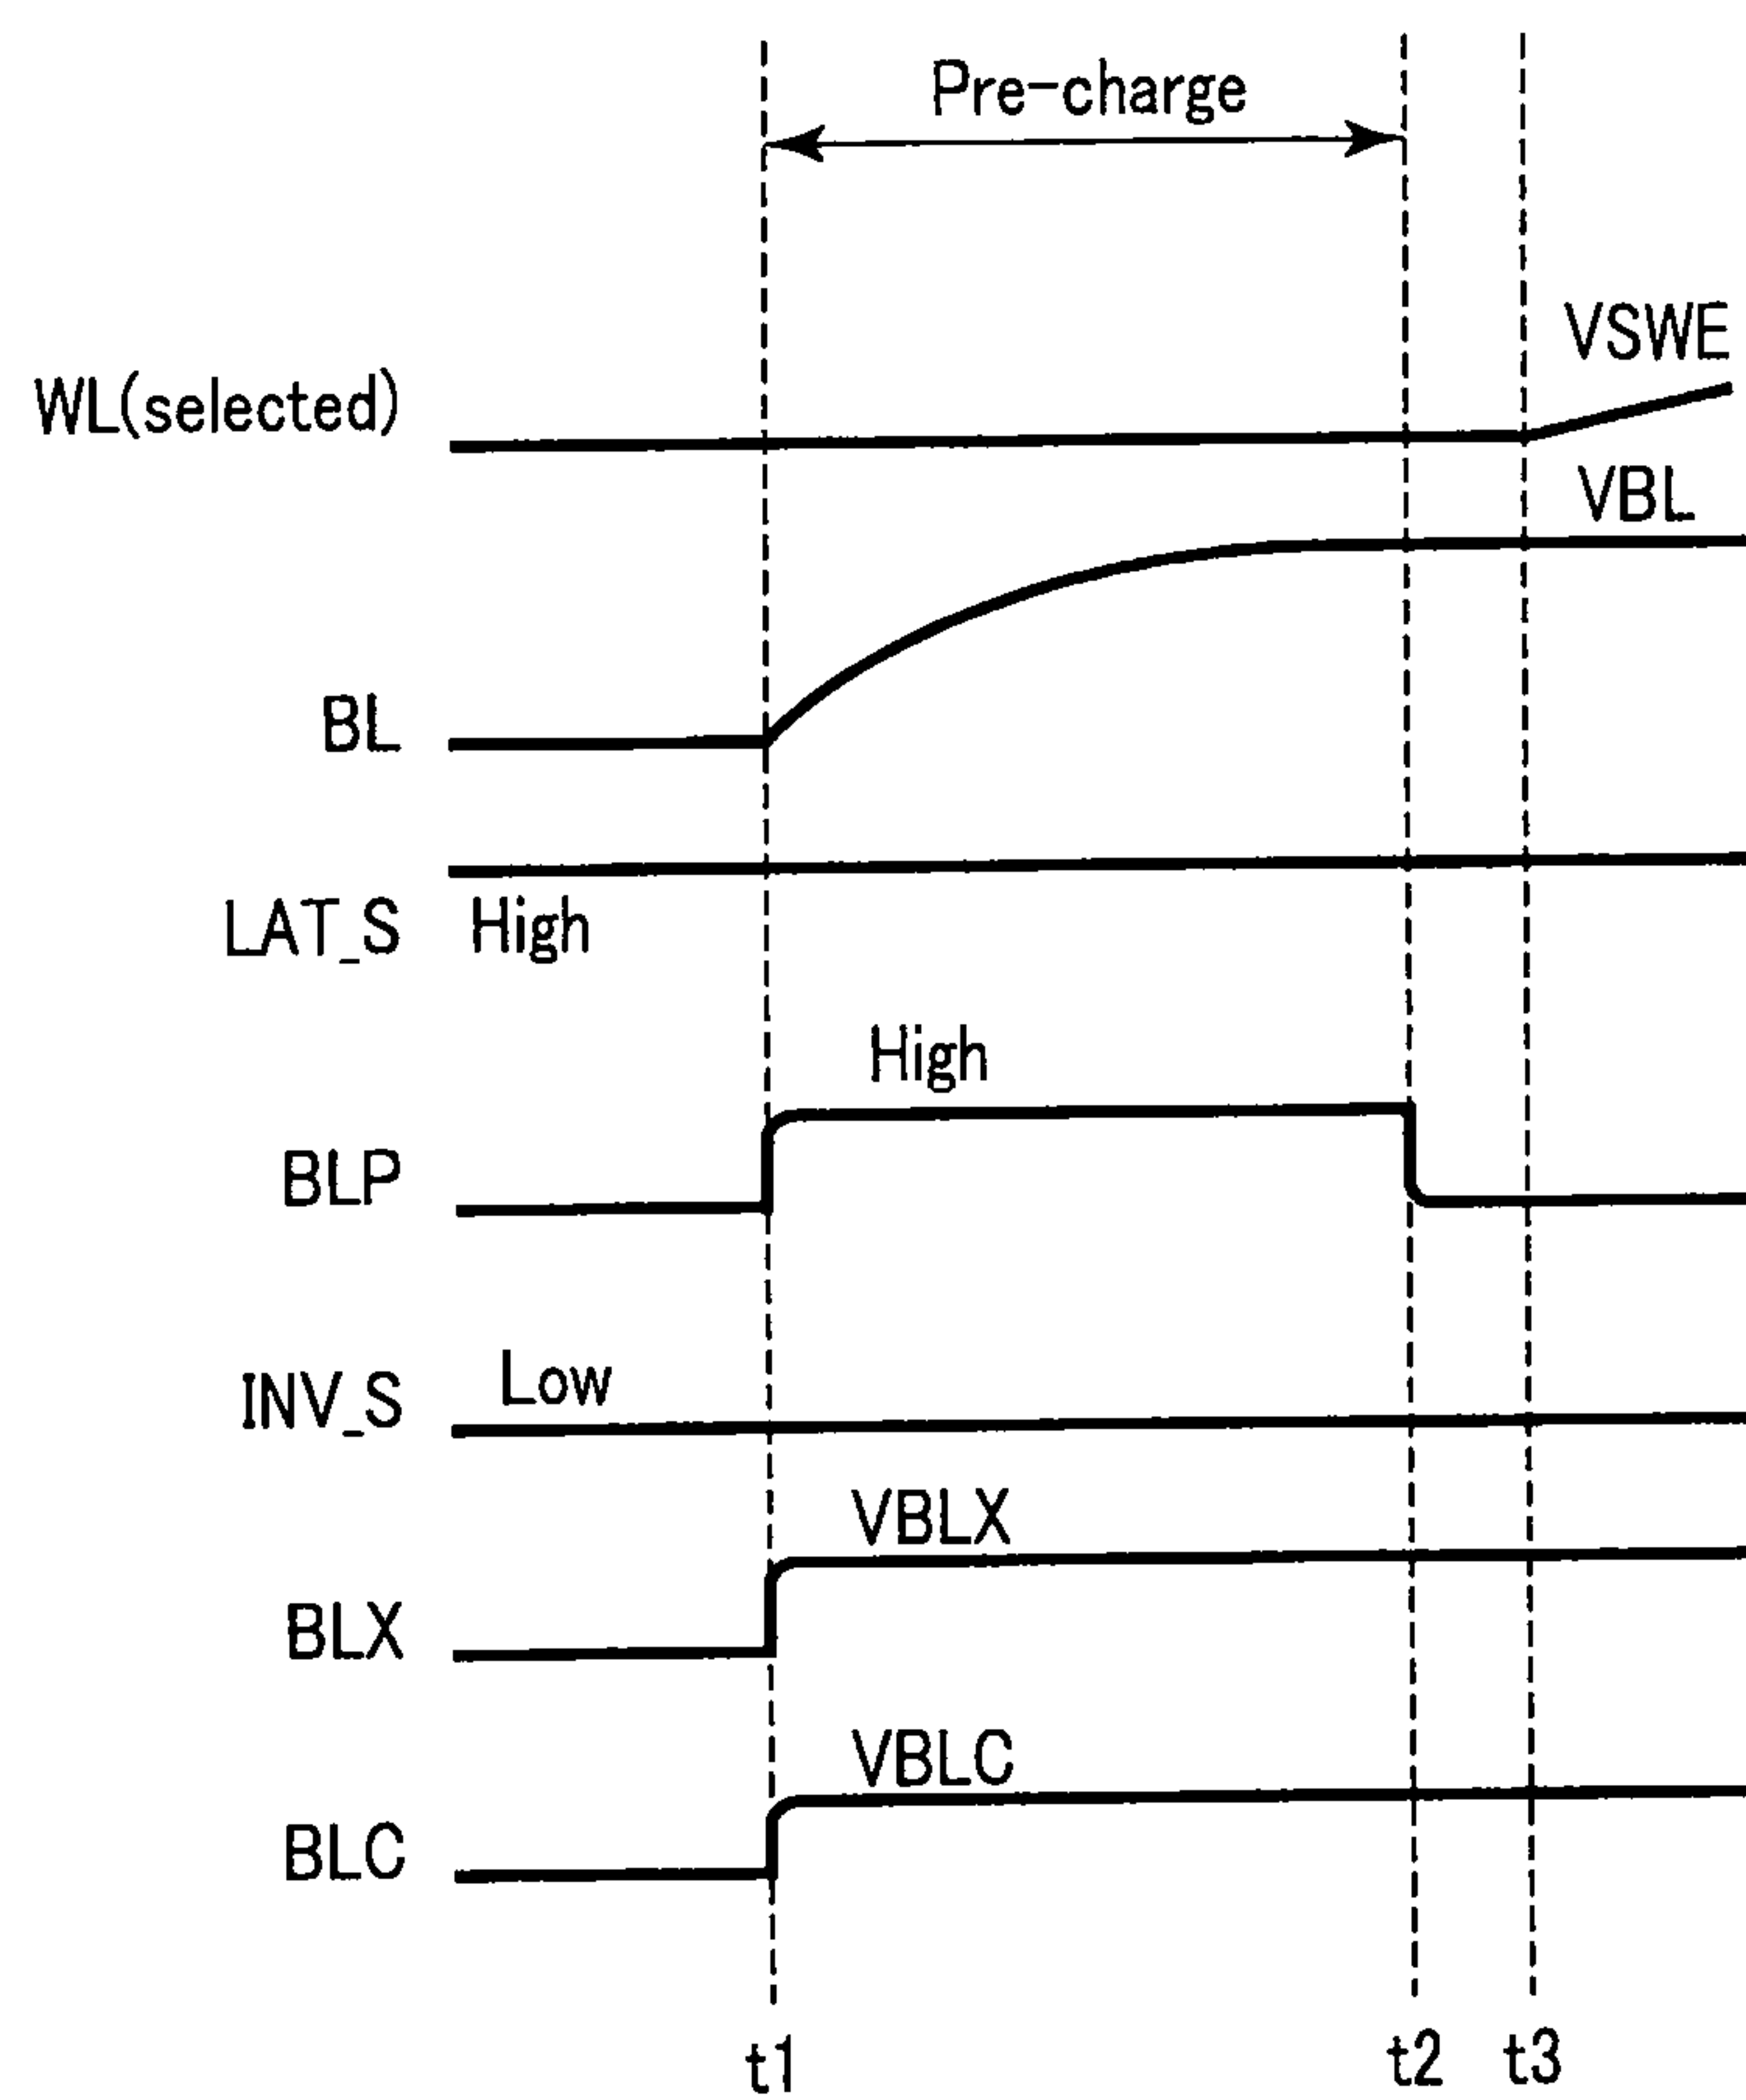 Pre-charge
VSWE
WL(selected)
VBL
BL
LAT_S High
High
BLP
Low
INV_S
VBLX
BLX
VBLC
BLC
t1 t2 t3